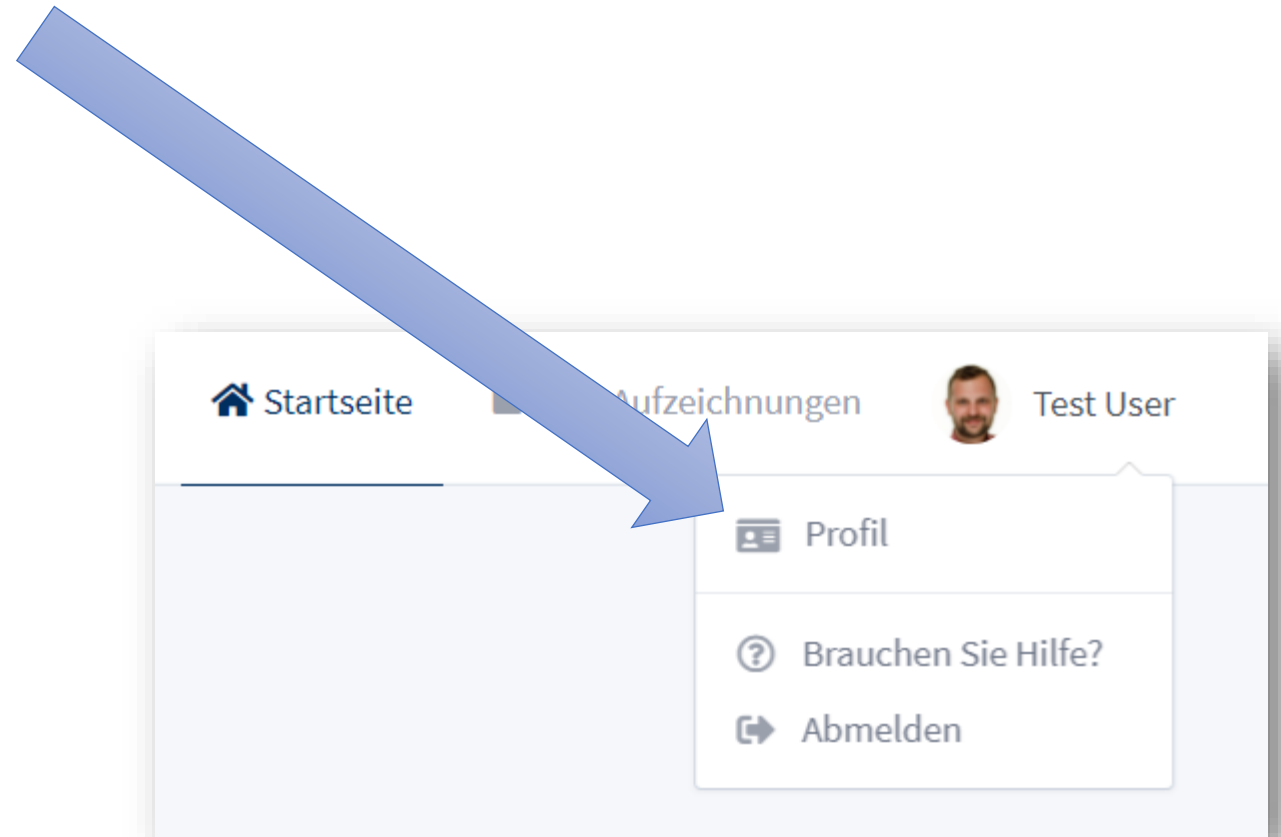 Startseite Aufzeichnungen Test User
Profil
Brauchen Sie Hilfe?
Abmelden